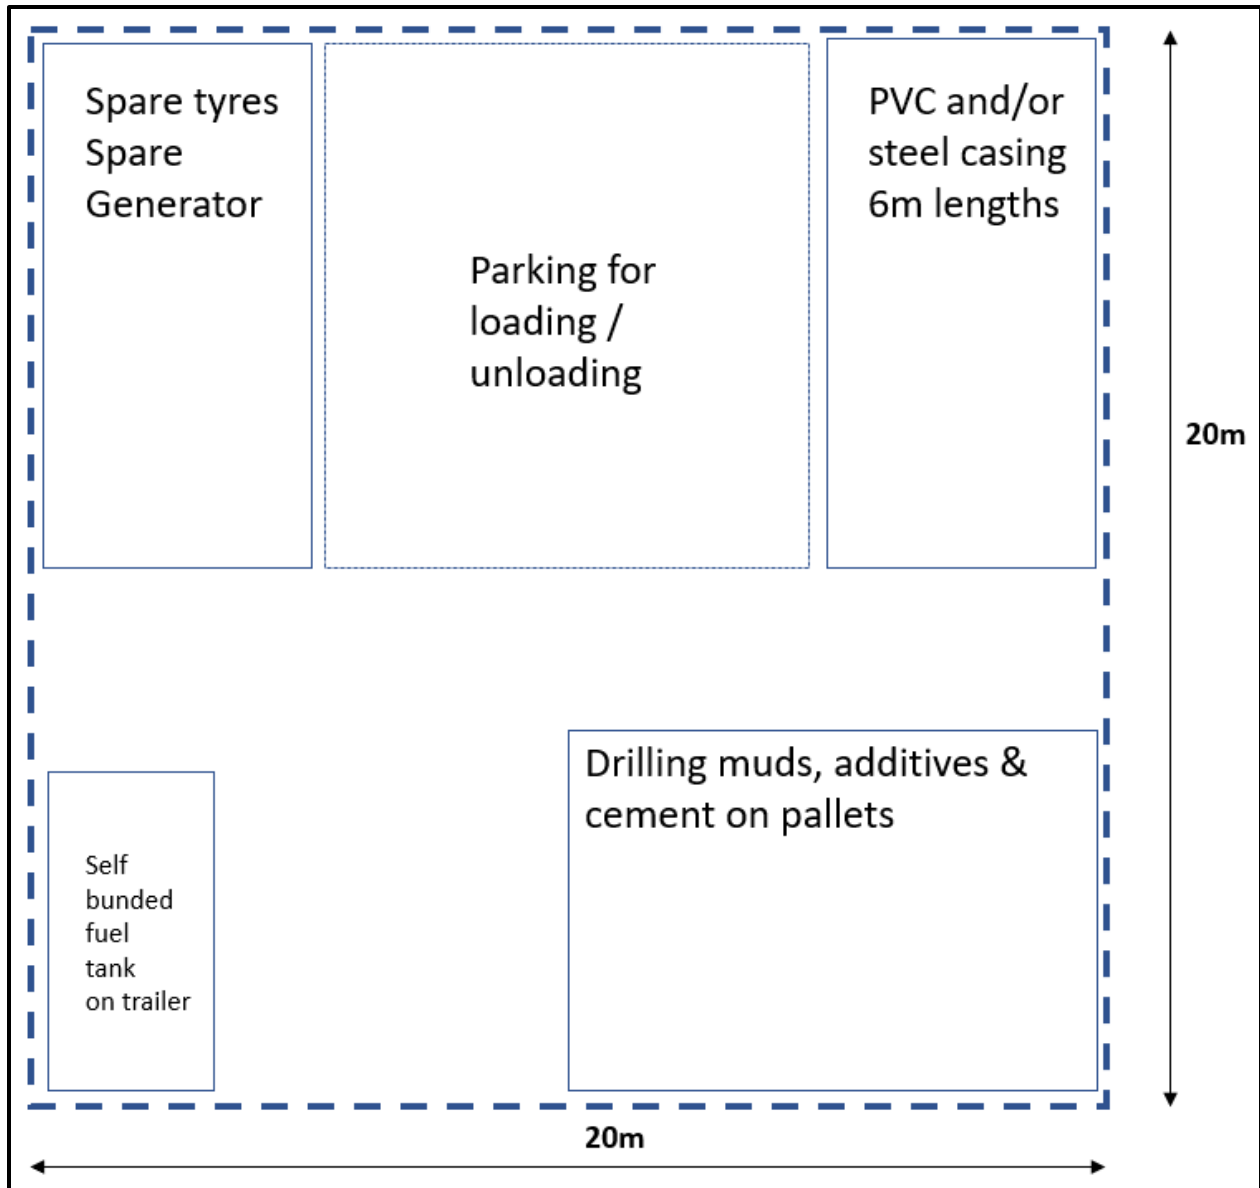 Spare tyres
Spare
Generator
Parking for
loading /
unloading
PVC and/or
steel casing
6m lengths
20m
Self
bunded
fuel
tank
on trailer
Drilling muds, additives &
cement on pallets
20m